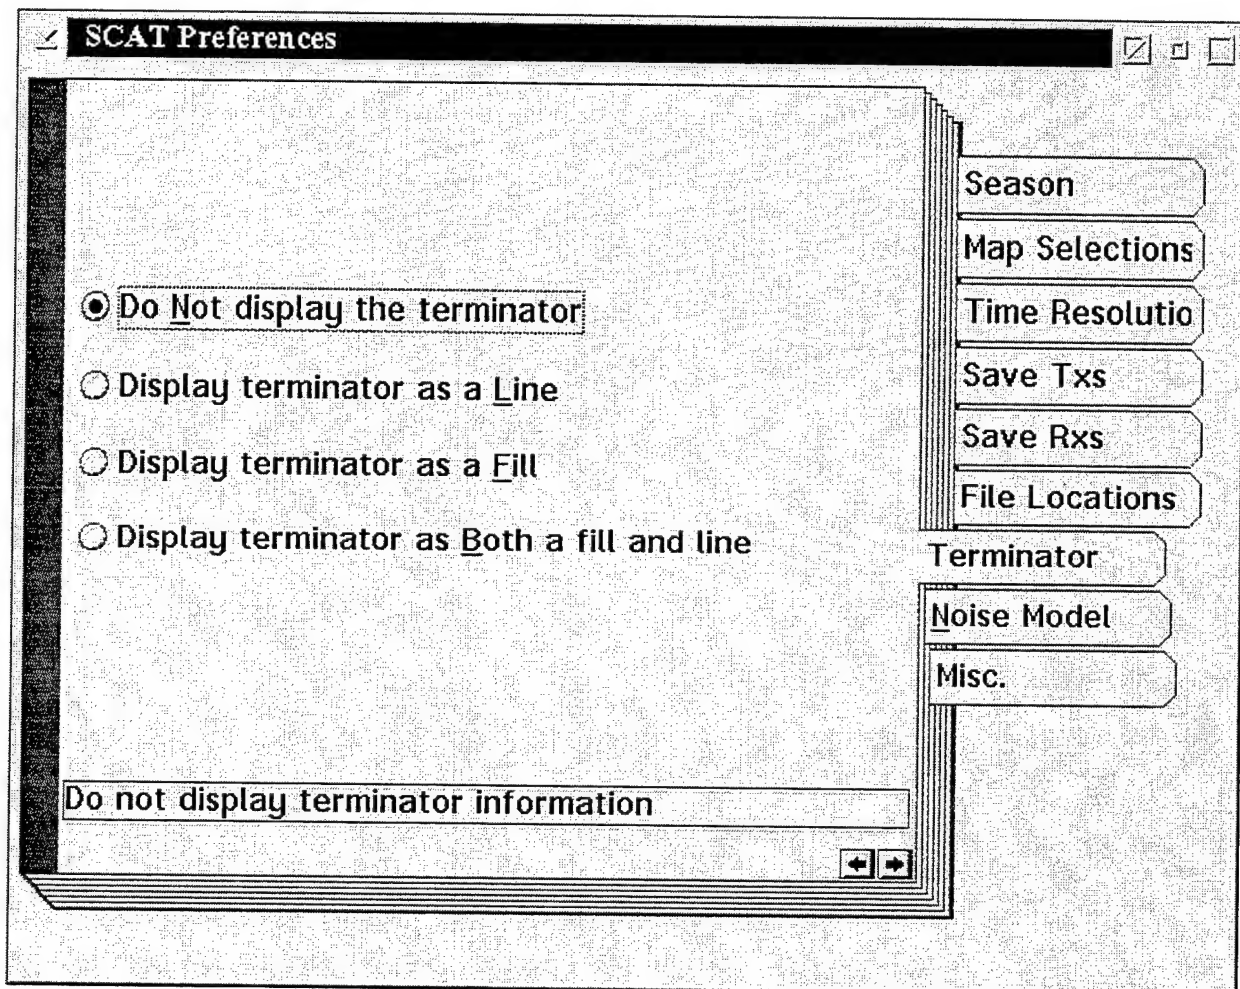 SCAT Preferences
Do Not display the terminator
Display terminator as a Line
Display terminator as a Fill
Display terminator as Both a fill and line
Do not display terminator information
Season
Map Selections
Time Resolutio
Save Txs
Save Rxs
File Locations
Terminator
Noise Model
Misc.